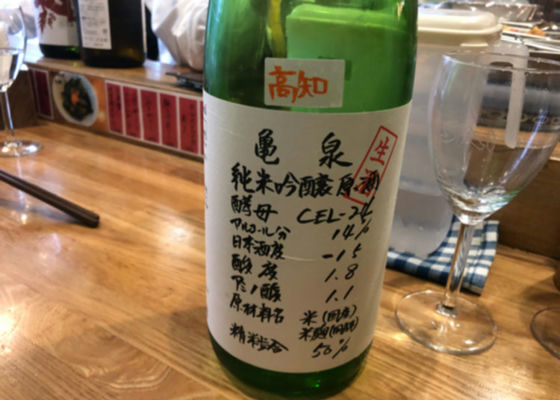 高知
亀泉
生酒
純米吟醸原酒
酵母 CEL-24
アルコール分 14%
日本酒度 -15
酸度 1.8
アミノ酸 1.1
原材料名 米(国産)
米麹(国産)
精米歩合 50%